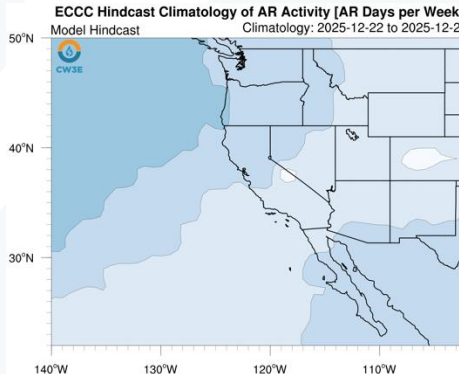 ECCC Hindcast Climatology of AR Activity [AR Days per Week
Model Hindcast
Climatology: 2025-12-22 to 2025-12-2
50°N
CW3E
40°N
30°N
140°W
130°W
120°W
110°W